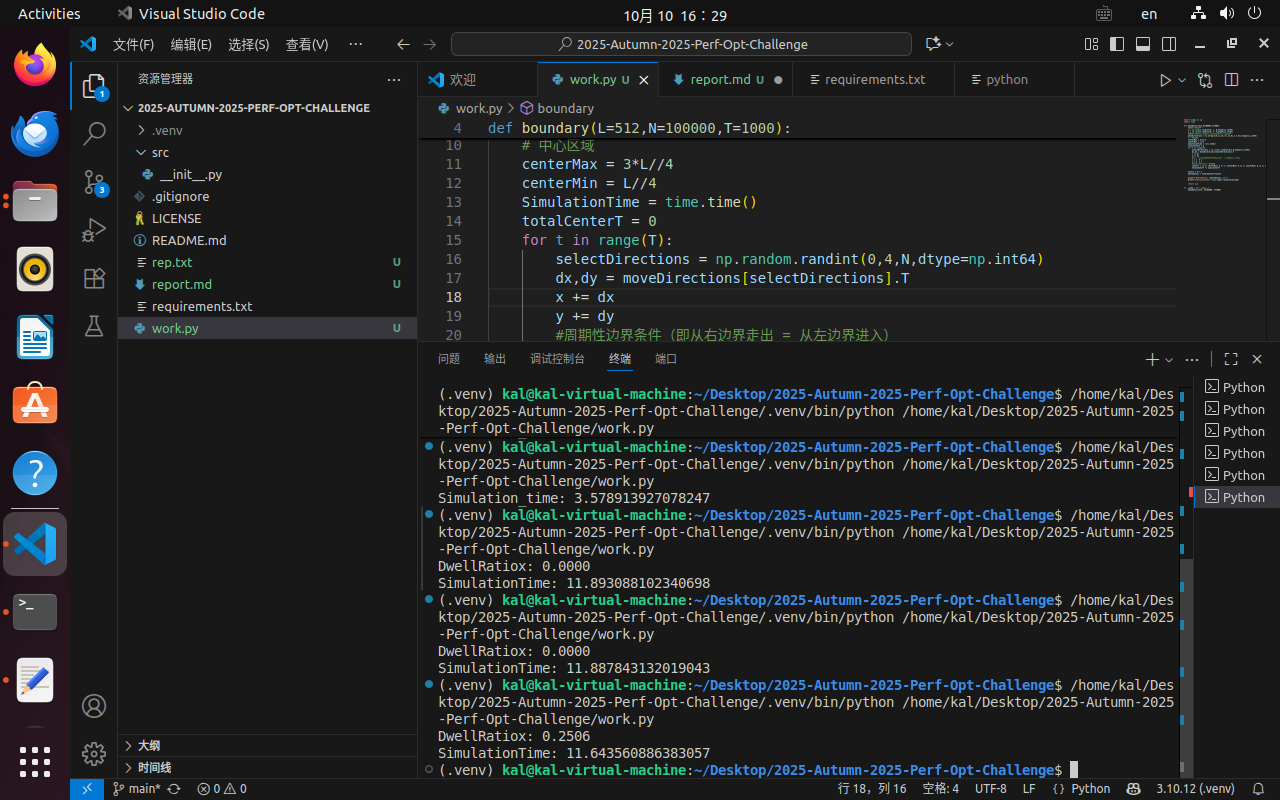 Activities
Visual Studio Code
10月 10 16：29
en
文件(F)
编辑(E)
选择(S)
查看(V)
2025-Autumn-2025-Perf-Opt-Challenge
资源管理器
2025-AUTUMN-2025-PERF-OPT-CHALLENGE
.venv
src
__init__.py
.gitignore
LICENSE
README.md
rep.txt U
report.md U
requirements.txt
work.py U
大纲
时间线
欢迎
work.py U
report.md U
requirements.txt
python
work.py > boundary
4 def boundary(L=512,N=100000,T=1000):
10 # 中心区域
11 centerMax = 3*L//4
12 centerMin = L//4
13 SimulationTime = time.time()
14 totalCenterT = 0
15 for t in range(T):
16 selectDirections = np.random.randint(0,4,N,dtype=np.int64)
17 dx,dy = moveDirections[selectDirections].T
18 x += dx
19 y += dy
20 #周期性边界条件（即从右边界走出 = 从左边界进入）
问题
输出
调试控制台
终端
端口
(.venv) kal@kal-virtual-machine:~/Desktop/2025-Autumn-2025-Perf-Opt-Challenge$ /home/kal/Des
ktop/2025-Autumn-2025-Perf-Opt-Challenge/.venv/bin/python /home/kal/Desktop/2025-Autumn-2025
-Perf-Opt-Challenge/work.py
(.venv) kal@kal-virtual-machine:~/Desktop/2025-Autumn-2025-Perf-Opt-Challenge$ /home/kal/Des
ktop/2025-Autumn-2025-Perf-Opt-Challenge/.venv/bin/python /home/kal/Desktop/2025-Autumn-2025
-Perf-Opt-Challenge/work.py
Simulation_time: 3.578913927078247
(.venv) kal@kal-virtual-machine:~/Desktop/2025-Autumn-2025-Perf-Opt-Challenge$ /home/kal/Des
ktop/2025-Autumn-2025-Perf-Opt-Challenge/.venv/bin/python /home/kal/Desktop/2025-Autumn-2025
-Perf-Opt-Challenge/work.py
DwellRatiox: 0.0000
SimulationTime: 11.893088102340698
(.venv) kal@kal-virtual-machine:~/Desktop/2025-Autumn-2025-Perf-Opt-Challenge$ /home/kal/Des
ktop/2025-Autumn-2025-Perf-Opt-Challenge/.venv/bin/python /home/kal/Desktop/2025-Autumn-2025
-Perf-Opt-Challenge/work.py
DwellRatiox: 0.0000
SimulationTime: 11.887843132019043
(.venv) kal@kal-virtual-machine:~/Desktop/2025-Autumn-2025-Perf-Opt-Challenge$ /home/kal/Des
ktop/2025-Autumn-2025-Perf-Opt-Challenge/.venv/bin/python /home/kal/Desktop/2025-Autumn-2025
-Perf-Opt-Challenge/work.py
DwellRatiox: 0.2506
SimulationTime: 11.643560886383057
(.venv) kal@kal-virtual-machine:~/Desktop/2025-Autumn-2025-Perf-Opt-Challenge$
Python
Python
Python
Python
Python
Python
1
3
main*
0 0
行 18，列 16
空格: 4
UTF-8
LF
{ } Python
3.10.12 (.venv)